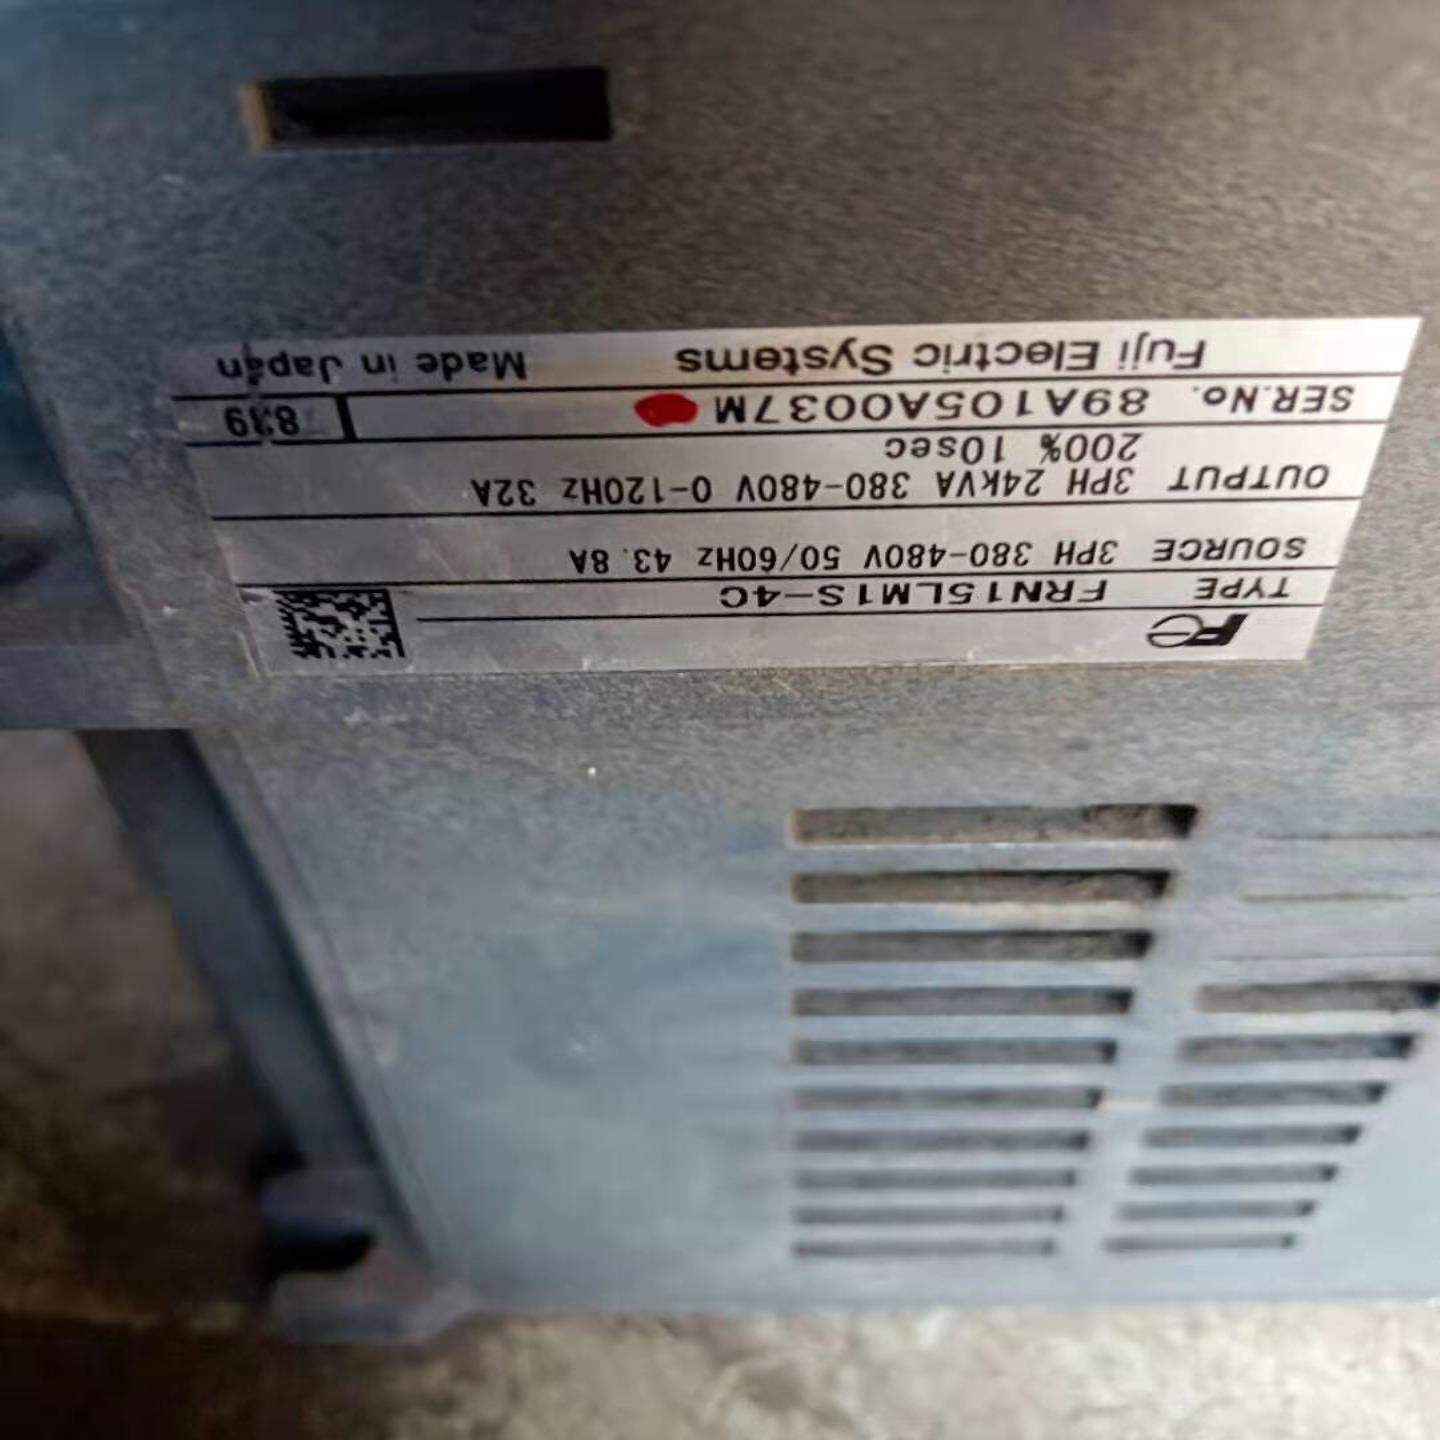 Fe
TYPE FRN15LM1S-4C
SOURCE 3PH 380-480V 50/60Hz 43.8A
OUTPUT 3PH 24kVA 380-480V 0-120Hz 32A
200% 10sec
SER.No. 89A105A0037M 839
Fuji Electric Systems Made in Japan